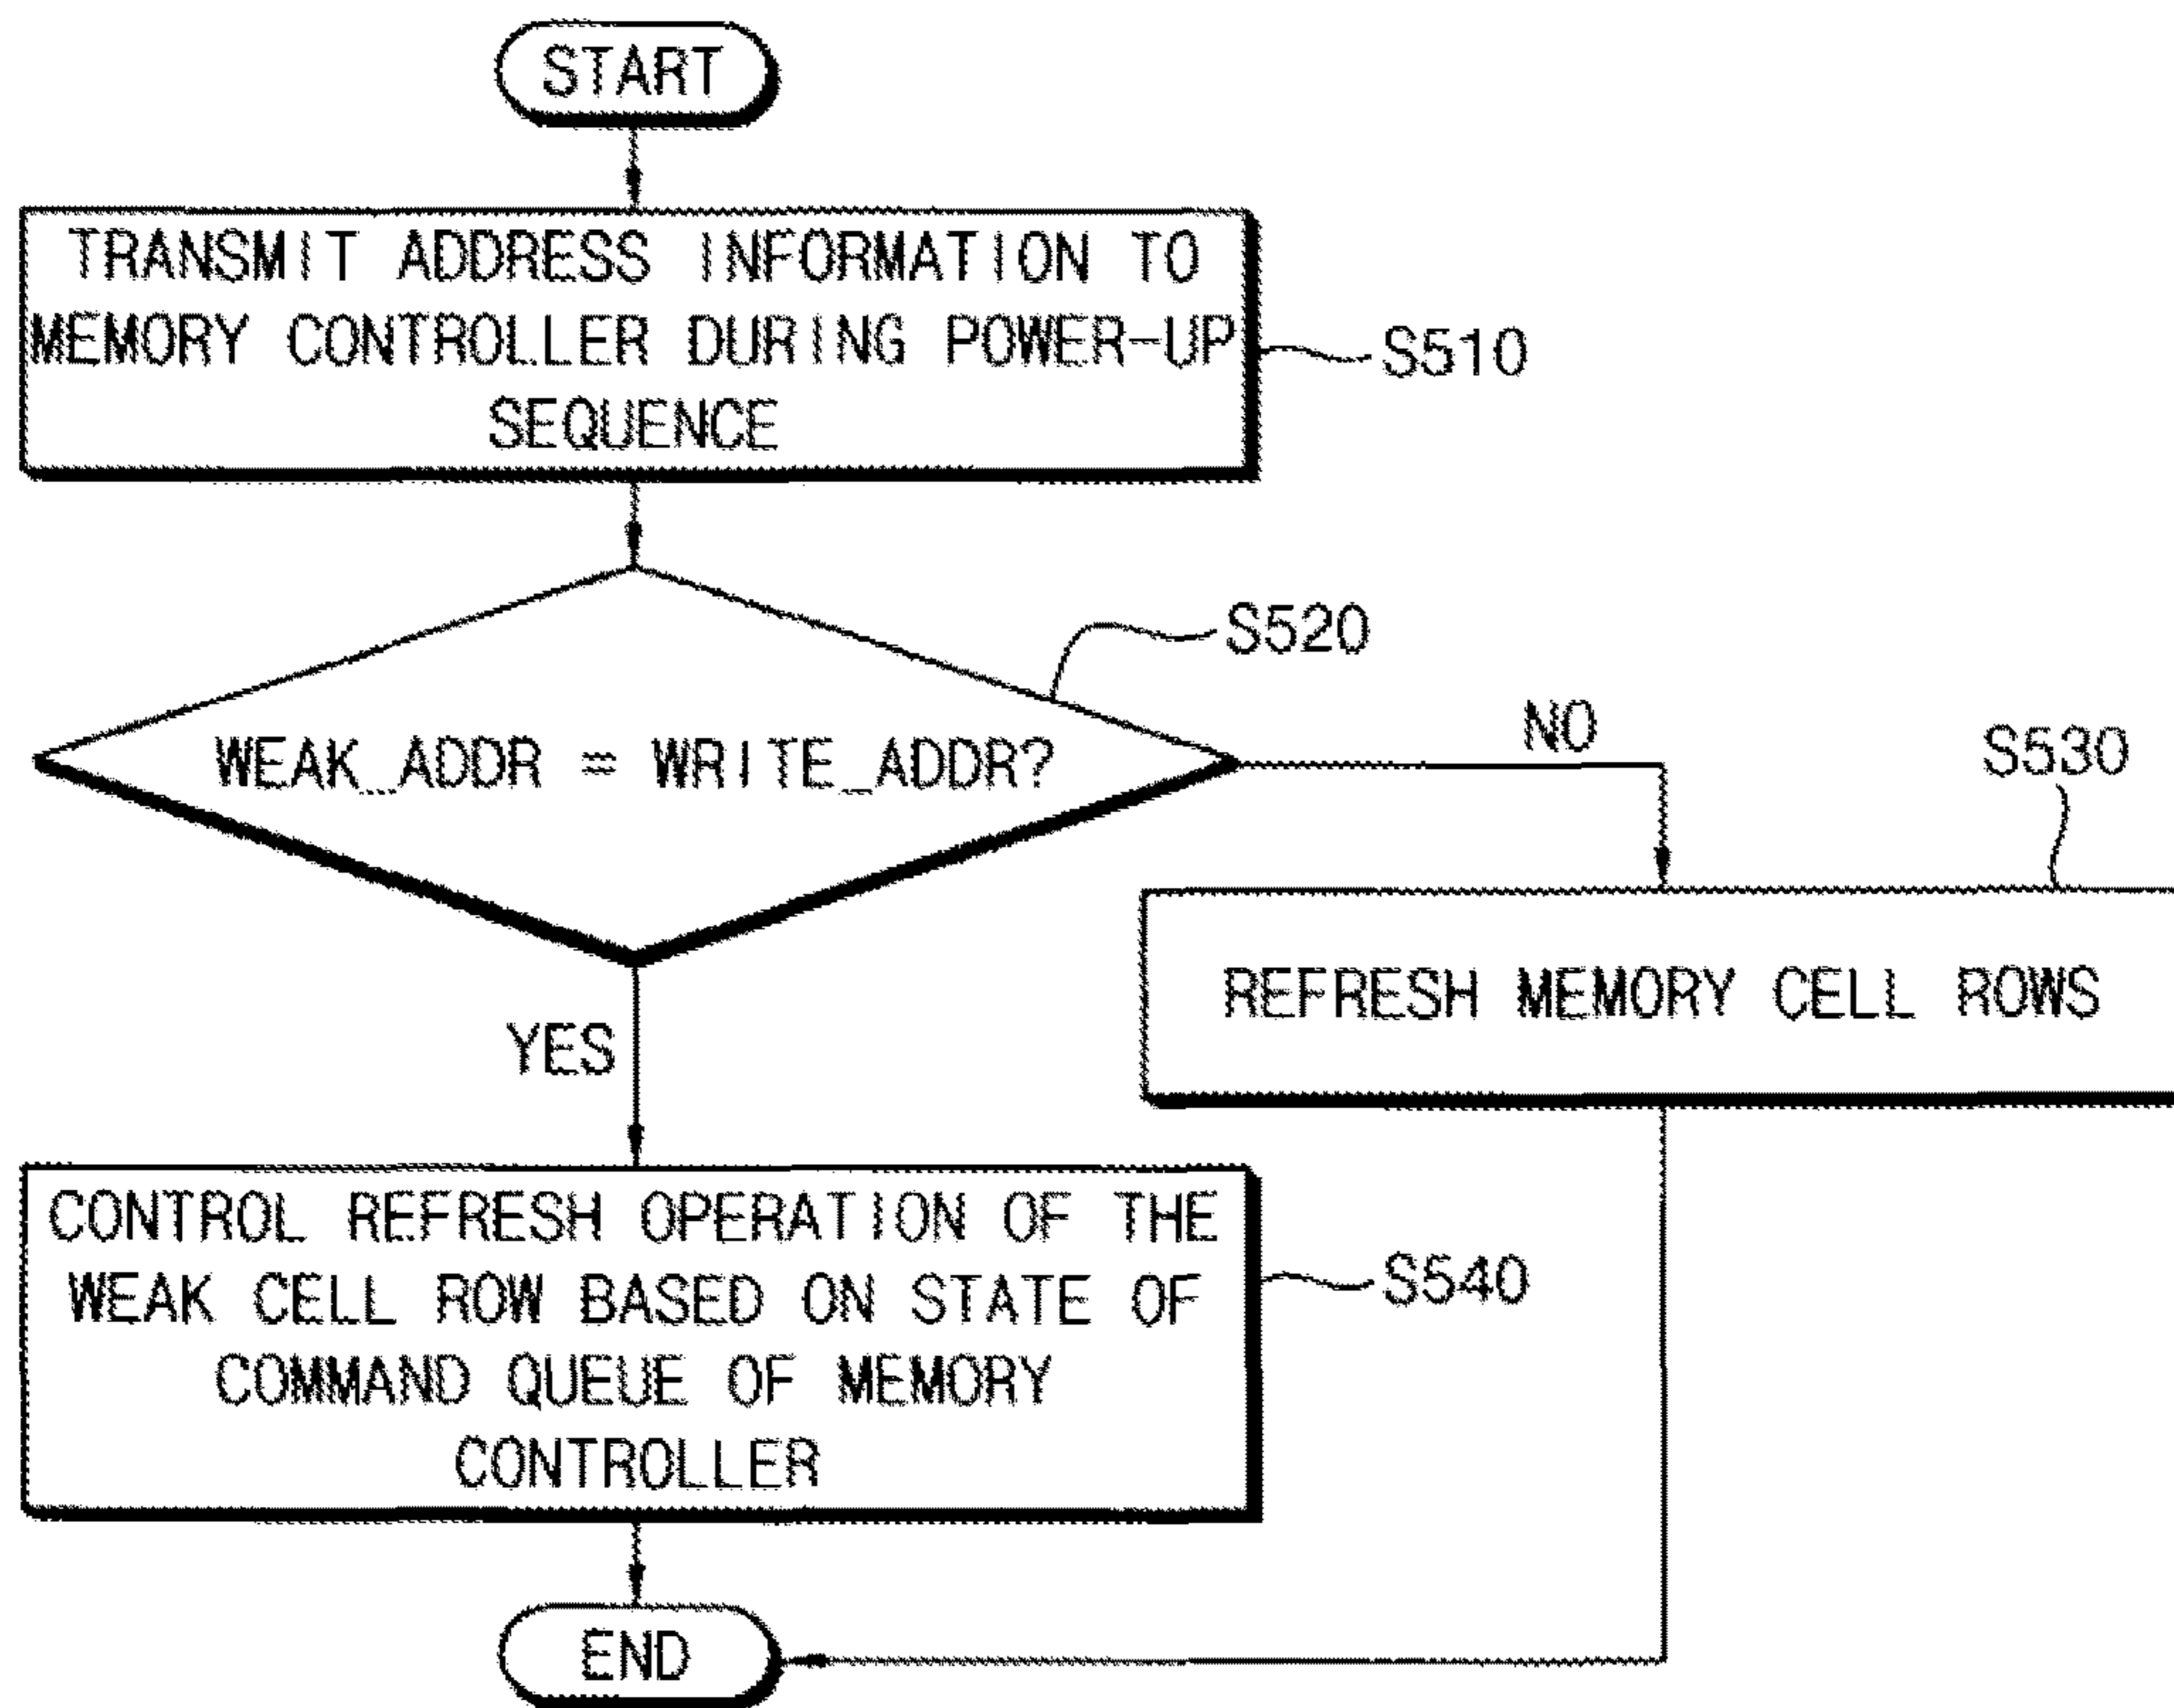 START
TRANSMIT ADDRESS INFORMATION TO
MEMORY CONTROLLER DURING POWER-UP
SEQUENCE
S510
S520
WEAK_ADDR = WRITE_ADDR?
NO
S530
REFRESH MEMORY CELL ROWS
YES
CONTROL REFRESH OPERATION OF THE
WEAK CELL ROW BASED ON STATE OF
COMMAND QUEUE OF MEMORY
CONTROLLER
S540
END